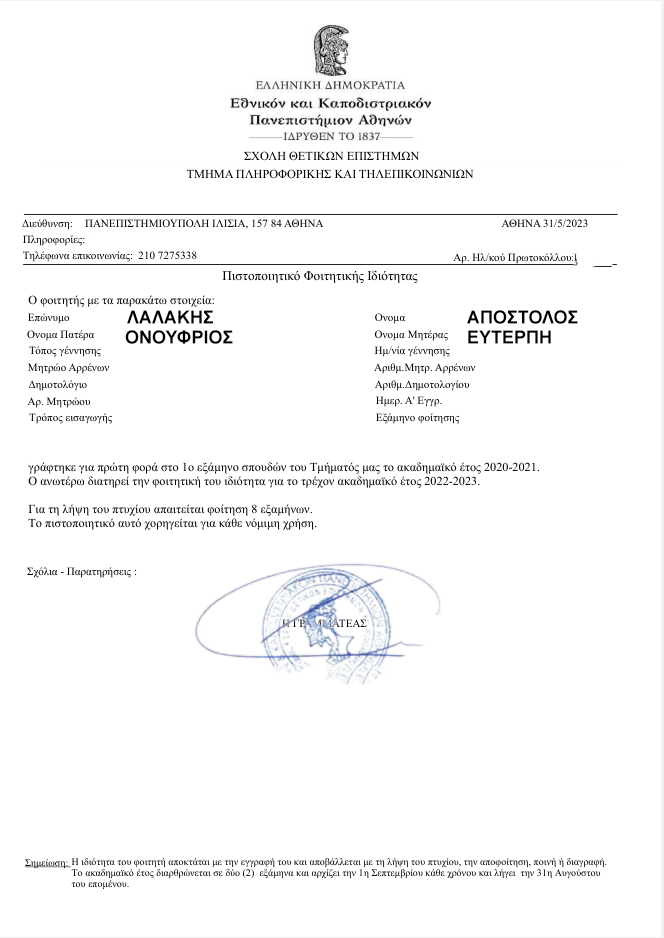 ΕΛΛΗΝΙΚΗ ΔΗΜΟΚΡΑΤΙΑ
Εθνικόν και Καποδιστριακόν
Πανεπιστήμιον Αθηνών
ΙΔΡΥΘΕΝ ΤΟ 1837
ΣΧΟΛΗ ΘΕΤΙΚΩΝ ΕΠΙΣΤΗΜΩΝ
ΤΜΗΜΑ ΠΛΗΡΟΦΟΡΙΚΗΣ ΚΑΙ ΤΗΛΕΠΙΚΟΙΝΩΝΙΩΝ
Διεύθυνση: ΠΑΝΕΠΙΣΤΗΜΙΟΥΠΟΛΗ ΙΛΙΣΙΑ, 157 84 ΑΘΗΝΑ ΑΘΗΝΑ 31/5/2023
Πληροφορίες:
Τηλέφωνα επικοινωνίας: 210 7275338 Αρ. Ηλ/κού Πρωτοκόλλου:
Πιστοποιητικό Φοιτητικής Ιδιότητας
Ο φοιτητής με τα παρακάτω στοιχεία:
Επώνυμο ΛΑΛΑΚΗΣ Ονομα ΑΠΟΣΤΟΛΟΣ
Ονομα Πατέρα ΟΝΟΥΦΡΙΟΣ Ονομα Μητέρας ΕΥΤΕΡΠΗ
Τόπος γέννησης Ημ/νία γέννησης
Μητρώο Αρρένων Αριθμ.Μητρ. Αρρένων
Δημοτολόγιο Αριθμ.Δημοτολογίου
Αρ. Μητρώου Ημερ. Α' Εγγρ.
Τρόπος εισαγωγής Εξάμηνο φοίτησης
γράφτηκε για πρώτη φορά στο 1ο εξάμηνο σπουδών του Τμήματός μας το ακαδημαϊκό έτος 2020-2021.
Ο ανωτέρω διατηρεί την φοιτητική του ιδιότητα για το τρέχον ακαδημαϊκό έτος 2022-2023.
Για τη λήψη του πτυχίου απαιτείται φοίτηση 8 εξαμήνων.
Το πιστοποιητικό αυτό χορηγείται για κάθε νόμιμη χρήση.
Σχόλια - Παρατηρήσεις :
Η ΓΡΑΜΜΑΤΕΑΣ
Σημείωση: Η ιδιότητα του φοιτητή αποκτάται με την εγγραφή του και αποβάλλεται με τη λήψη του πτυχίου, την αποφοίτηση, ποινή ή διαγραφή.
Το ακαδημαϊκό έτος διαρθρώνεται σε δύο (2) εξάμηνα και αρχίζει την 1η Σεπτεμβρίου κάθε χρόνου και λήγει την 31η Αυγούστου
του επομένου.